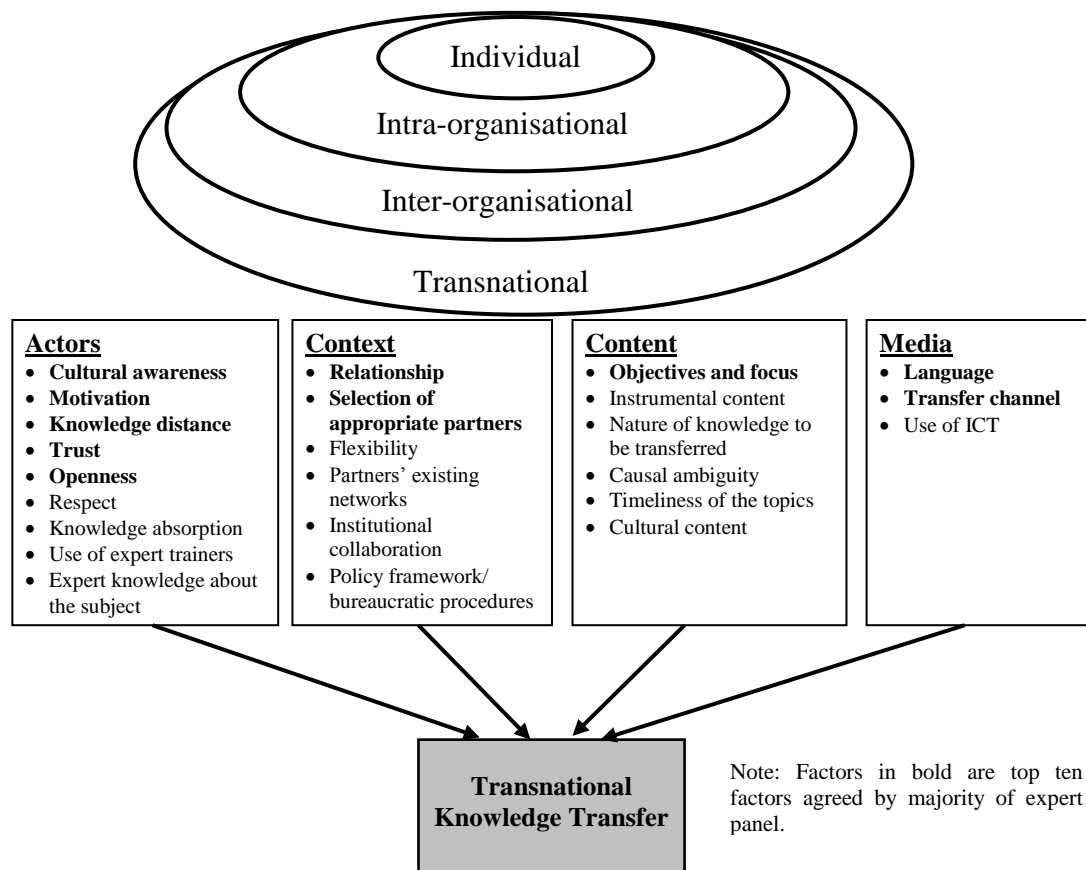 Individual
Intra-organisational
Inter-organisational
Transnational
Actors
• Cultural awareness
• Motivation
• Knowledge distance
• Trust
• Openness
• Respect
• Knowledge absorption
• Use of expert trainers
• Expert knowledge about
the subject
Context
• Relationship
• Selection of
appropriate partners
• Flexibility
• Partners’ existing
networks
• Institutional
collaboration
• Policy framework/
bureaucratic procedures
Content
• Objectives and focus
• Instrumental content
• Nature of knowledge to
be transferred
• Causal ambiguity
• Timeliness of the topics
• Cultural content
Media
• Language
• Transfer channel
• Use of ICT
Transnational
Knowledge Transfer
Note: Factors in bold are top ten
factors agreed by majority of expert
panel.